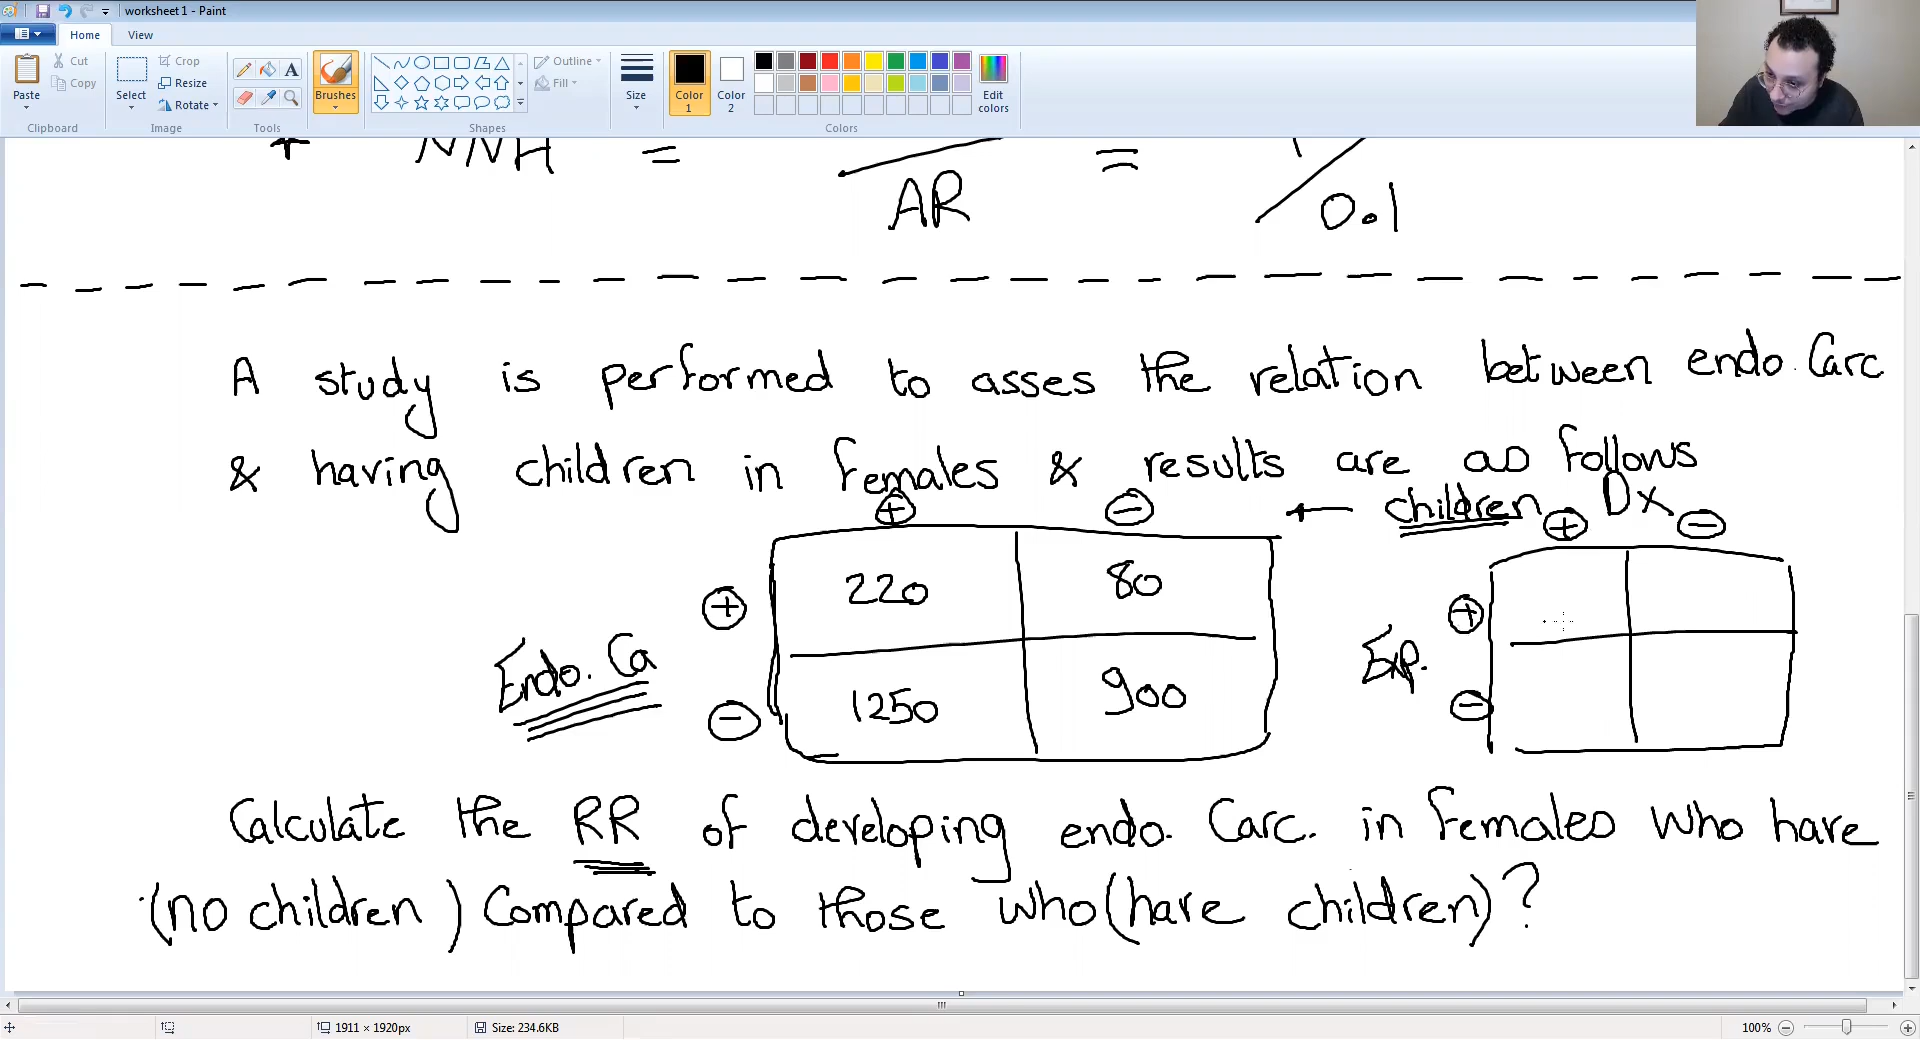 worksheet 1 - Paint
Home View
Paste
Cut
Copy
Clipboard
Select
Crop
Resize
Rotate
Image
A
Tools
Brushes
Outline
Fill
Shapes
Size
Color 1
Color 2
Edit colors
Colors
NNH = AR = 1/0.1
A study is performed to asses the relation between endo. Carc
& having children in females & results are as follows
+ − ← children
Endo. Ca
+ 220 80
− 1250 900
Dx
+ −
Exp.
+
−
Calculate the RR of developing endo. Carc. in females who have
(no children) Compared to those who (have children)?
1911 × 1920px
Size: 234.6KB
100%